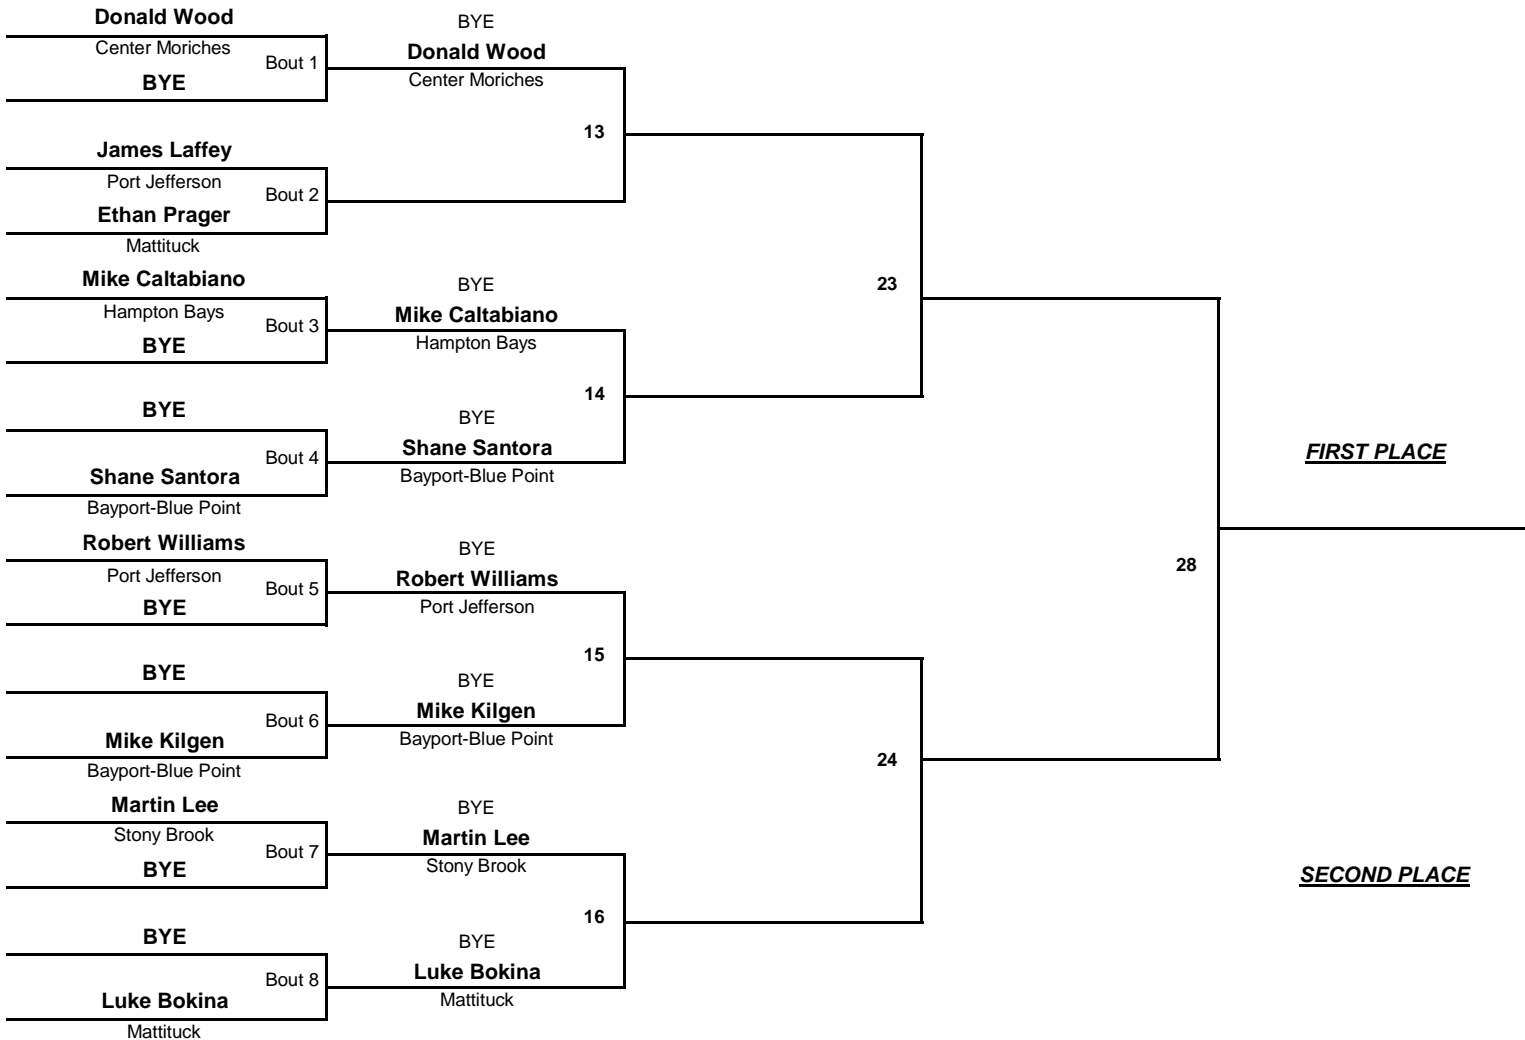 Donald Wood
Center Moriches
Bout 1
BYE
BYE
Donald Wood
Center Moriches
13
James Laffey
Port Jefferson
Bout 2
Ethan Prager
Mattituck
Mike Caltabiano
Hampton Bays
Bout 3
BYE
BYE
Mike Caltabiano
Hampton Bays
23
14
BYE
Bout 4
Shane Santora
Bayport-Blue Point
BYE
Shane Santora
Bayport-Blue Point
FIRST PLACE
Robert Williams
Port Jefferson
Bout 5
BYE
BYE
Robert Williams
Port Jefferson
28
15
BYE
Bout 6
Mike Kilgen
Bayport-Blue Point
BYE
Mike Kilgen
Bayport-Blue Point
24
Martin Lee
Stony Brook
Bout 7
BYE
BYE
Martin Lee
Stony Brook
SECOND PLACE
16
BYE
Bout 8
Luke Bokina
Mattituck
BYE
Luke Bokina
Mattituck